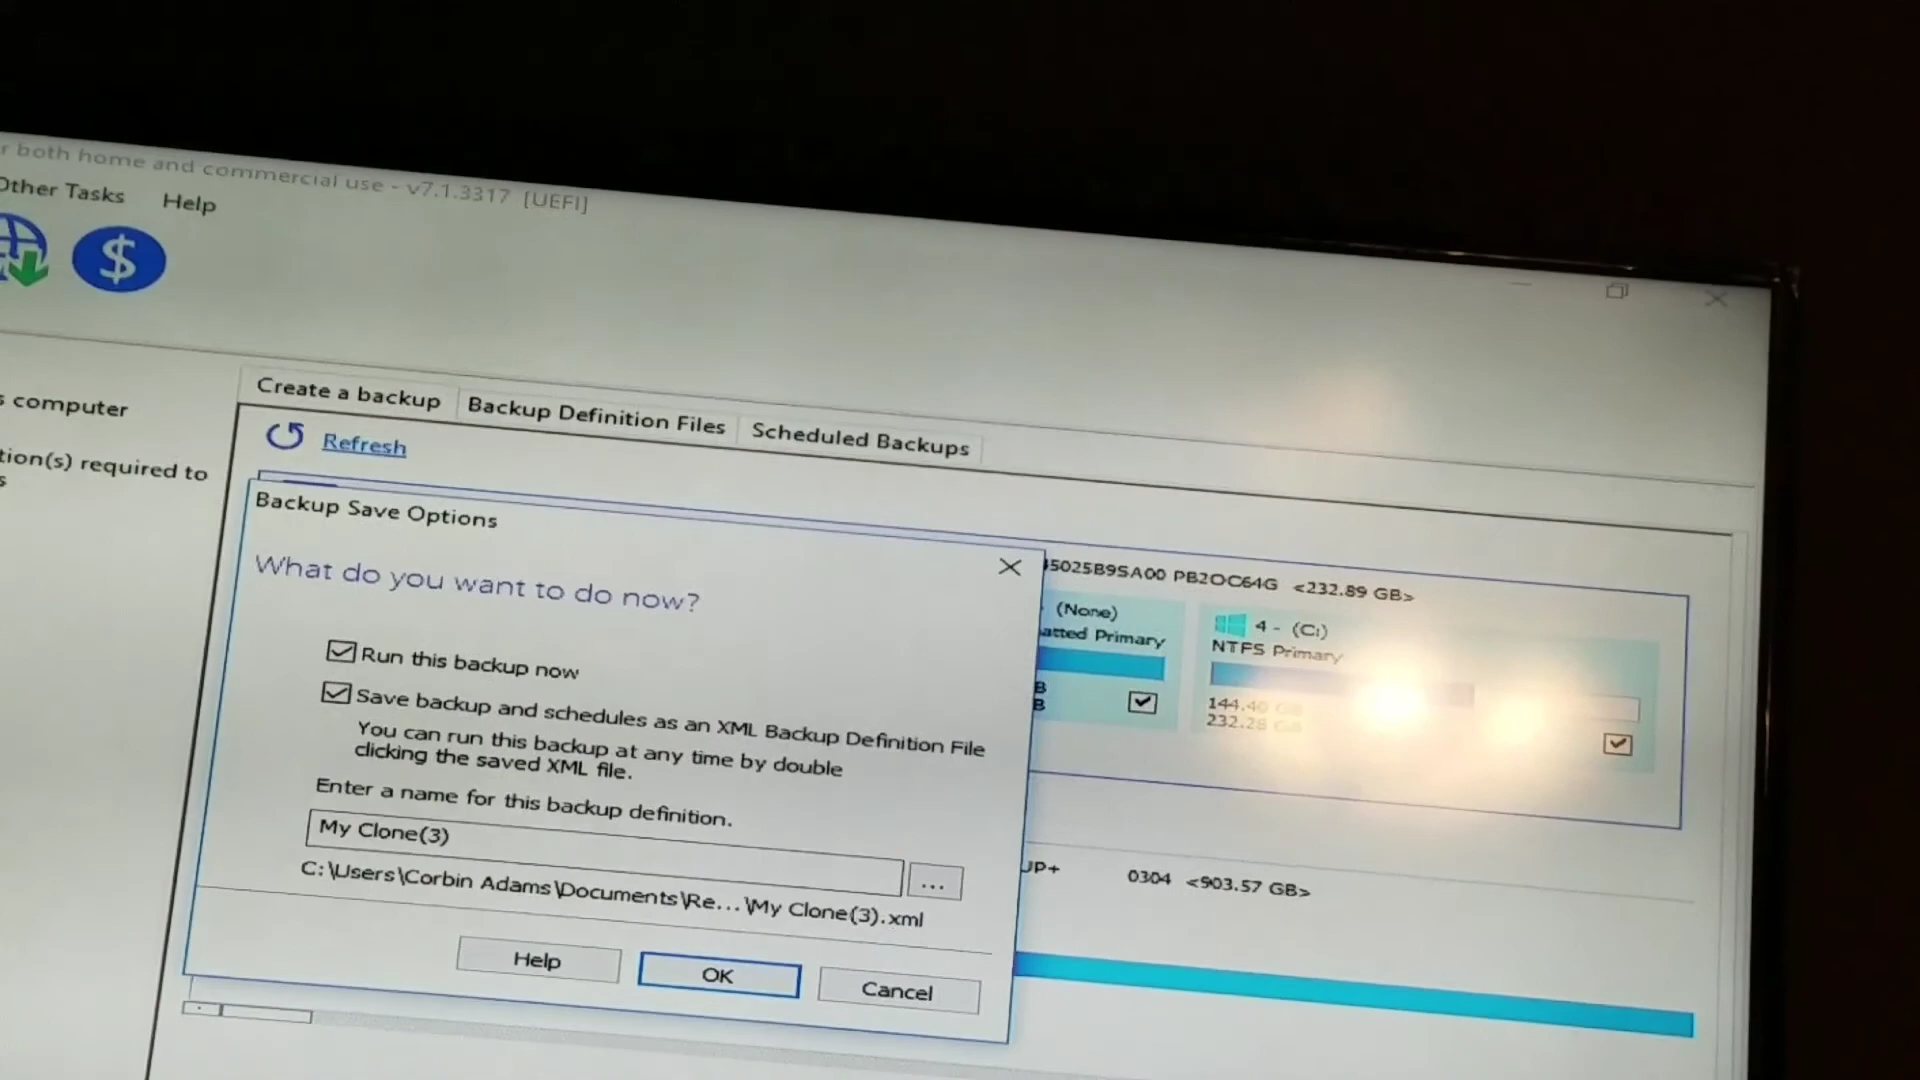 r both home and commercial use - v7.1.3317 [UEFI]
Other Tasks Help
$
s computer
tion(s) required to
s
Create a backup Backup Definition Files Scheduled Backups
Refresh
Backup Save Options
What do you want to do now?
Run this backup now
Save backup and schedules as an XML Backup Definition File
You can run this backup at any time by double
clicking the saved XML file.
Enter a name for this backup definition.
My Clone(3)
...
C:\Users\Corbin Adams\Documents\Re...\My Clone(3).xml
Help OK Cancel
5025B9SA00 PB2OC64G <232.89 GB>
(None)
atted Primary
B
B
4 - (C:)
NTFS Primary
144.40 GB
232.28 GB
UP+ 0304 <903.57 GB>